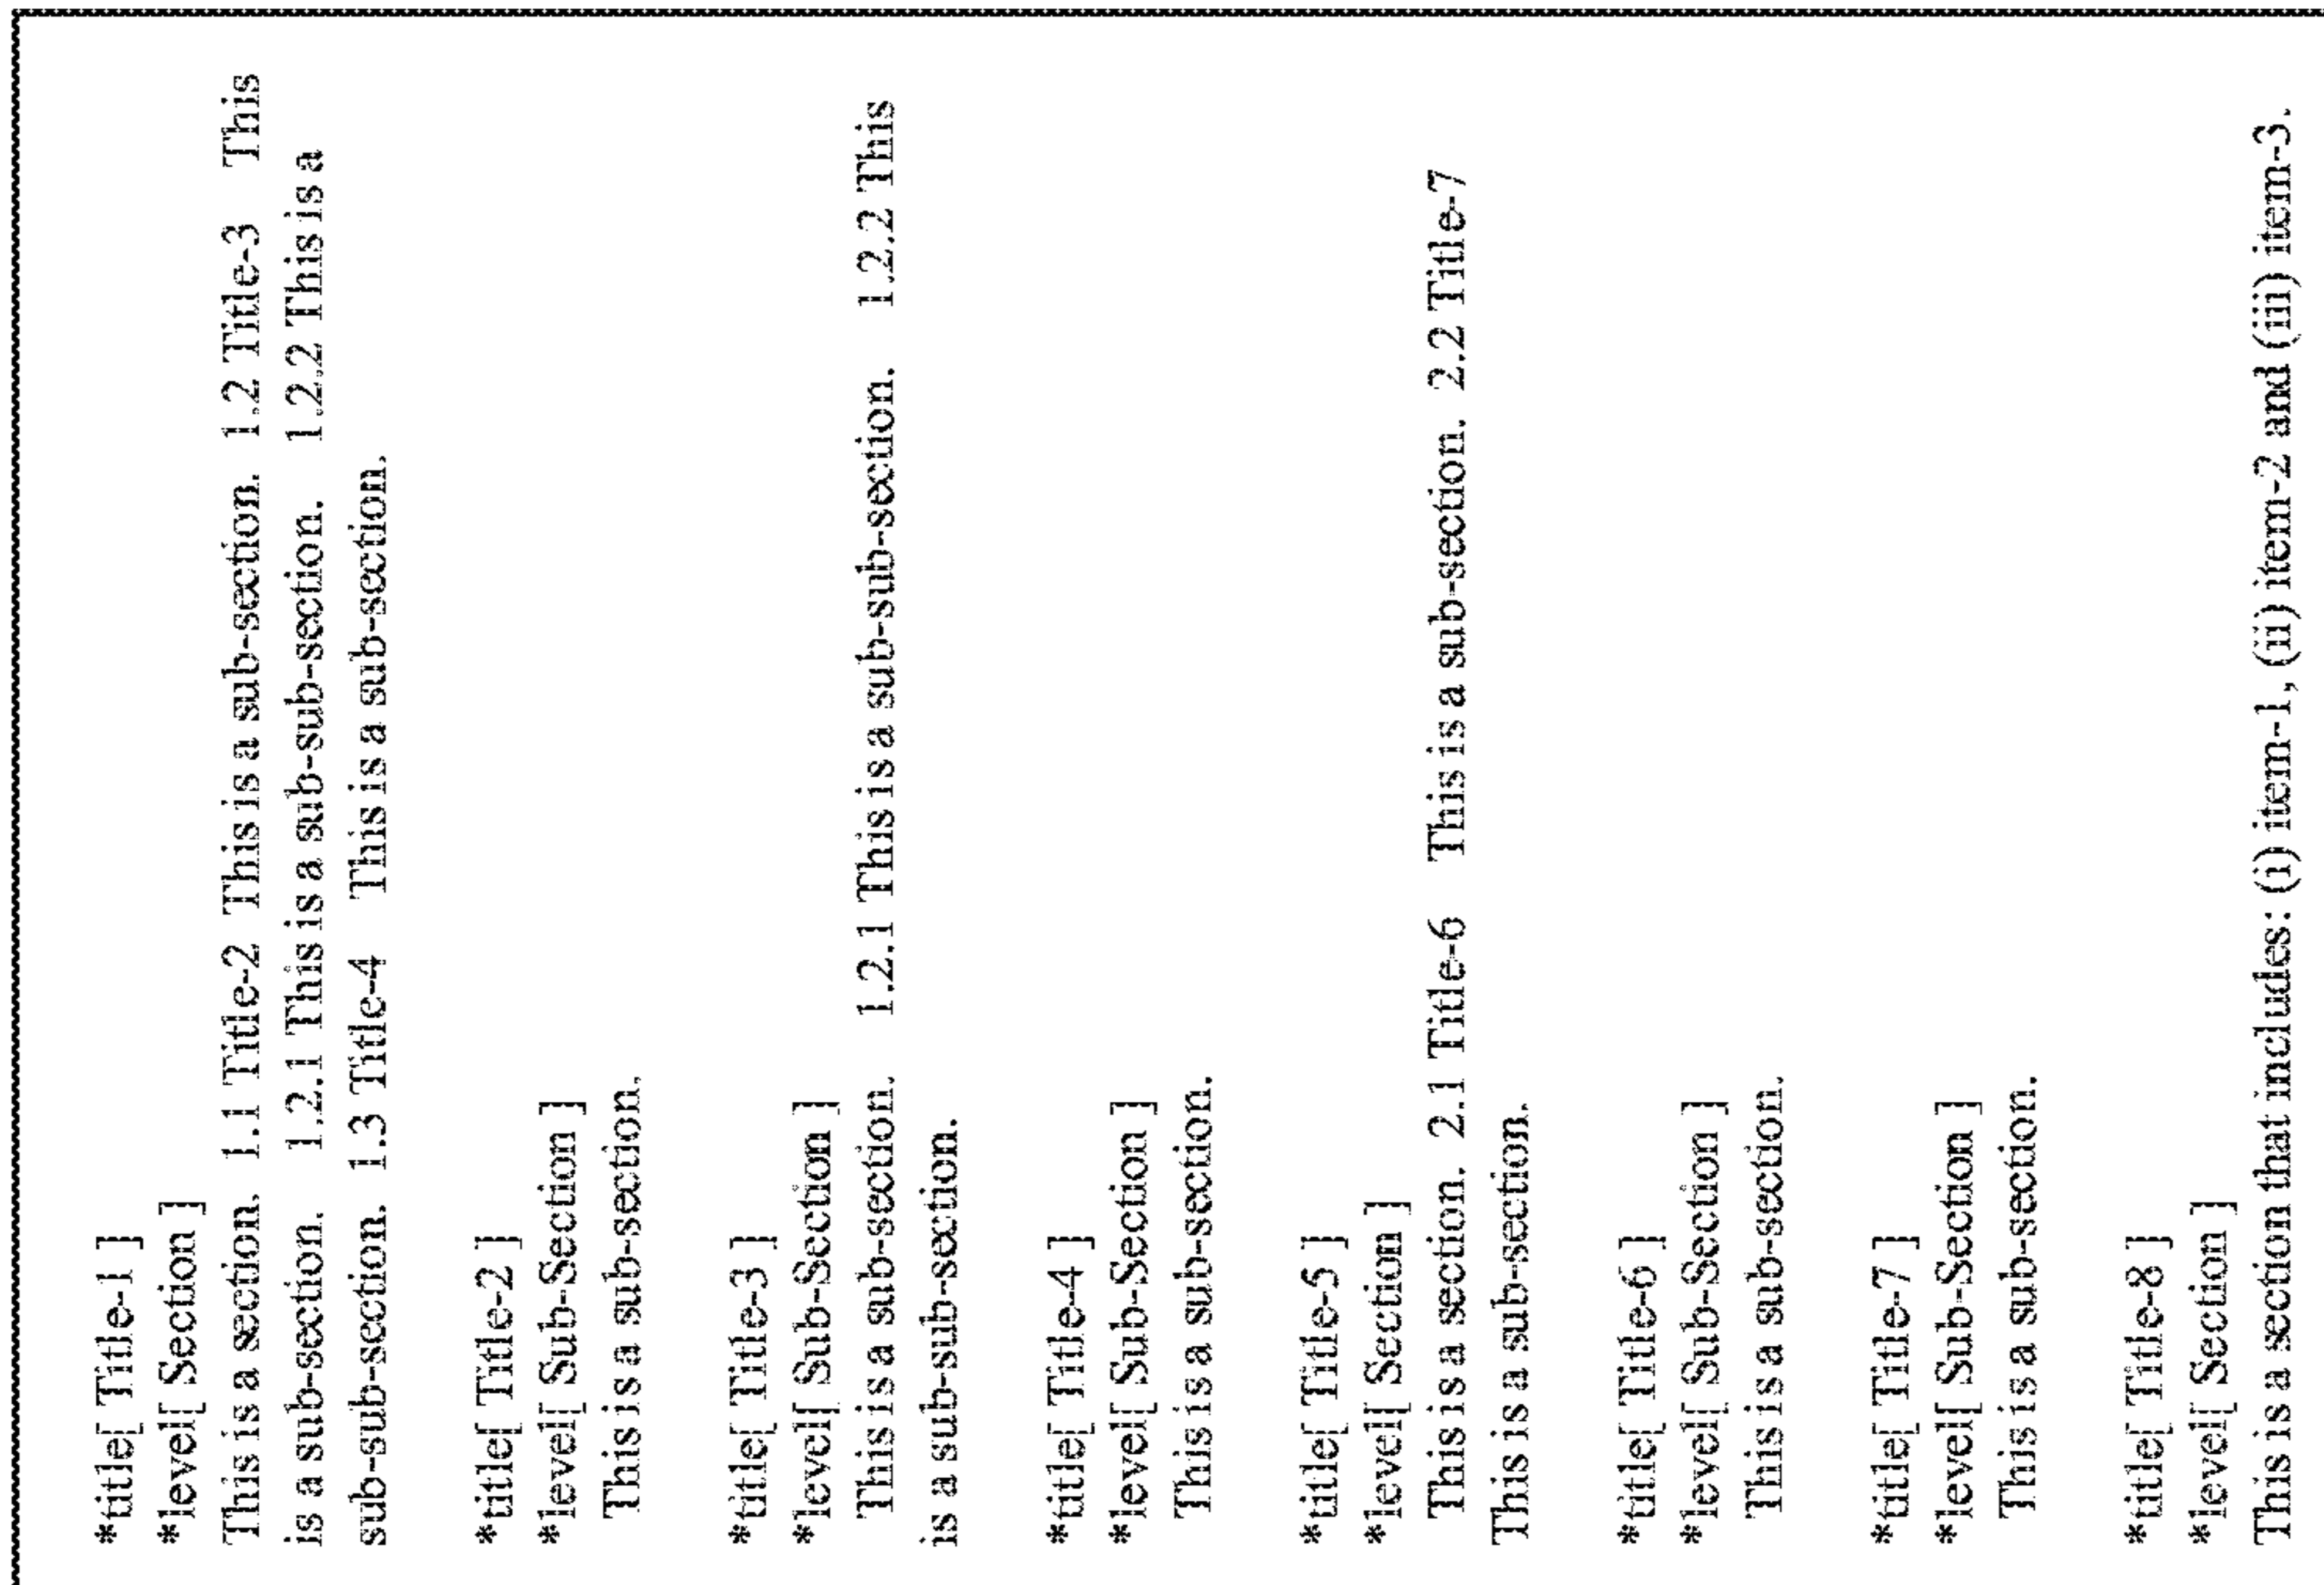 *title[ Title-1 ]
*level[ Section ]
This is a section. 1.1 Title-2 This is a sub-section. 1.2 Title-3 This
is a sub-section. 1.2.1 This is a sub-sub-section. 1.2.2 This is a
sub-sub-section. 1.3 Title-4 This is a sub-section.
*title[ Title-2 ]
*level[ Sub-Section ]
This is a sub-section.
*title[ Title-3 ]
*level[ Sub-Section ]
This is a sub-section. 1.2.1 This is a sub-sub-section. 1.2.2 This
is a sub-sub-section.
*title[ Title-4 ]
*level[ Sub-Section ]
This is a sub-section.
*title[ Title-5 ]
*level[ Section ]
This is a section. 2.1 Title-6 This is a sub-section. 2.2 Title-7
This is a sub-section.
*title[ Title-6 ]
*level[ Sub-Section ]
This is a sub-section.
*title[ Title-7 ]
*level[ Sub-Section ]
This is a sub-section.
*title[ Title-8 ]
*level[ Section ]
This is a section that includes: (i) item-1, (ii) item-2 and (iii) item-3.